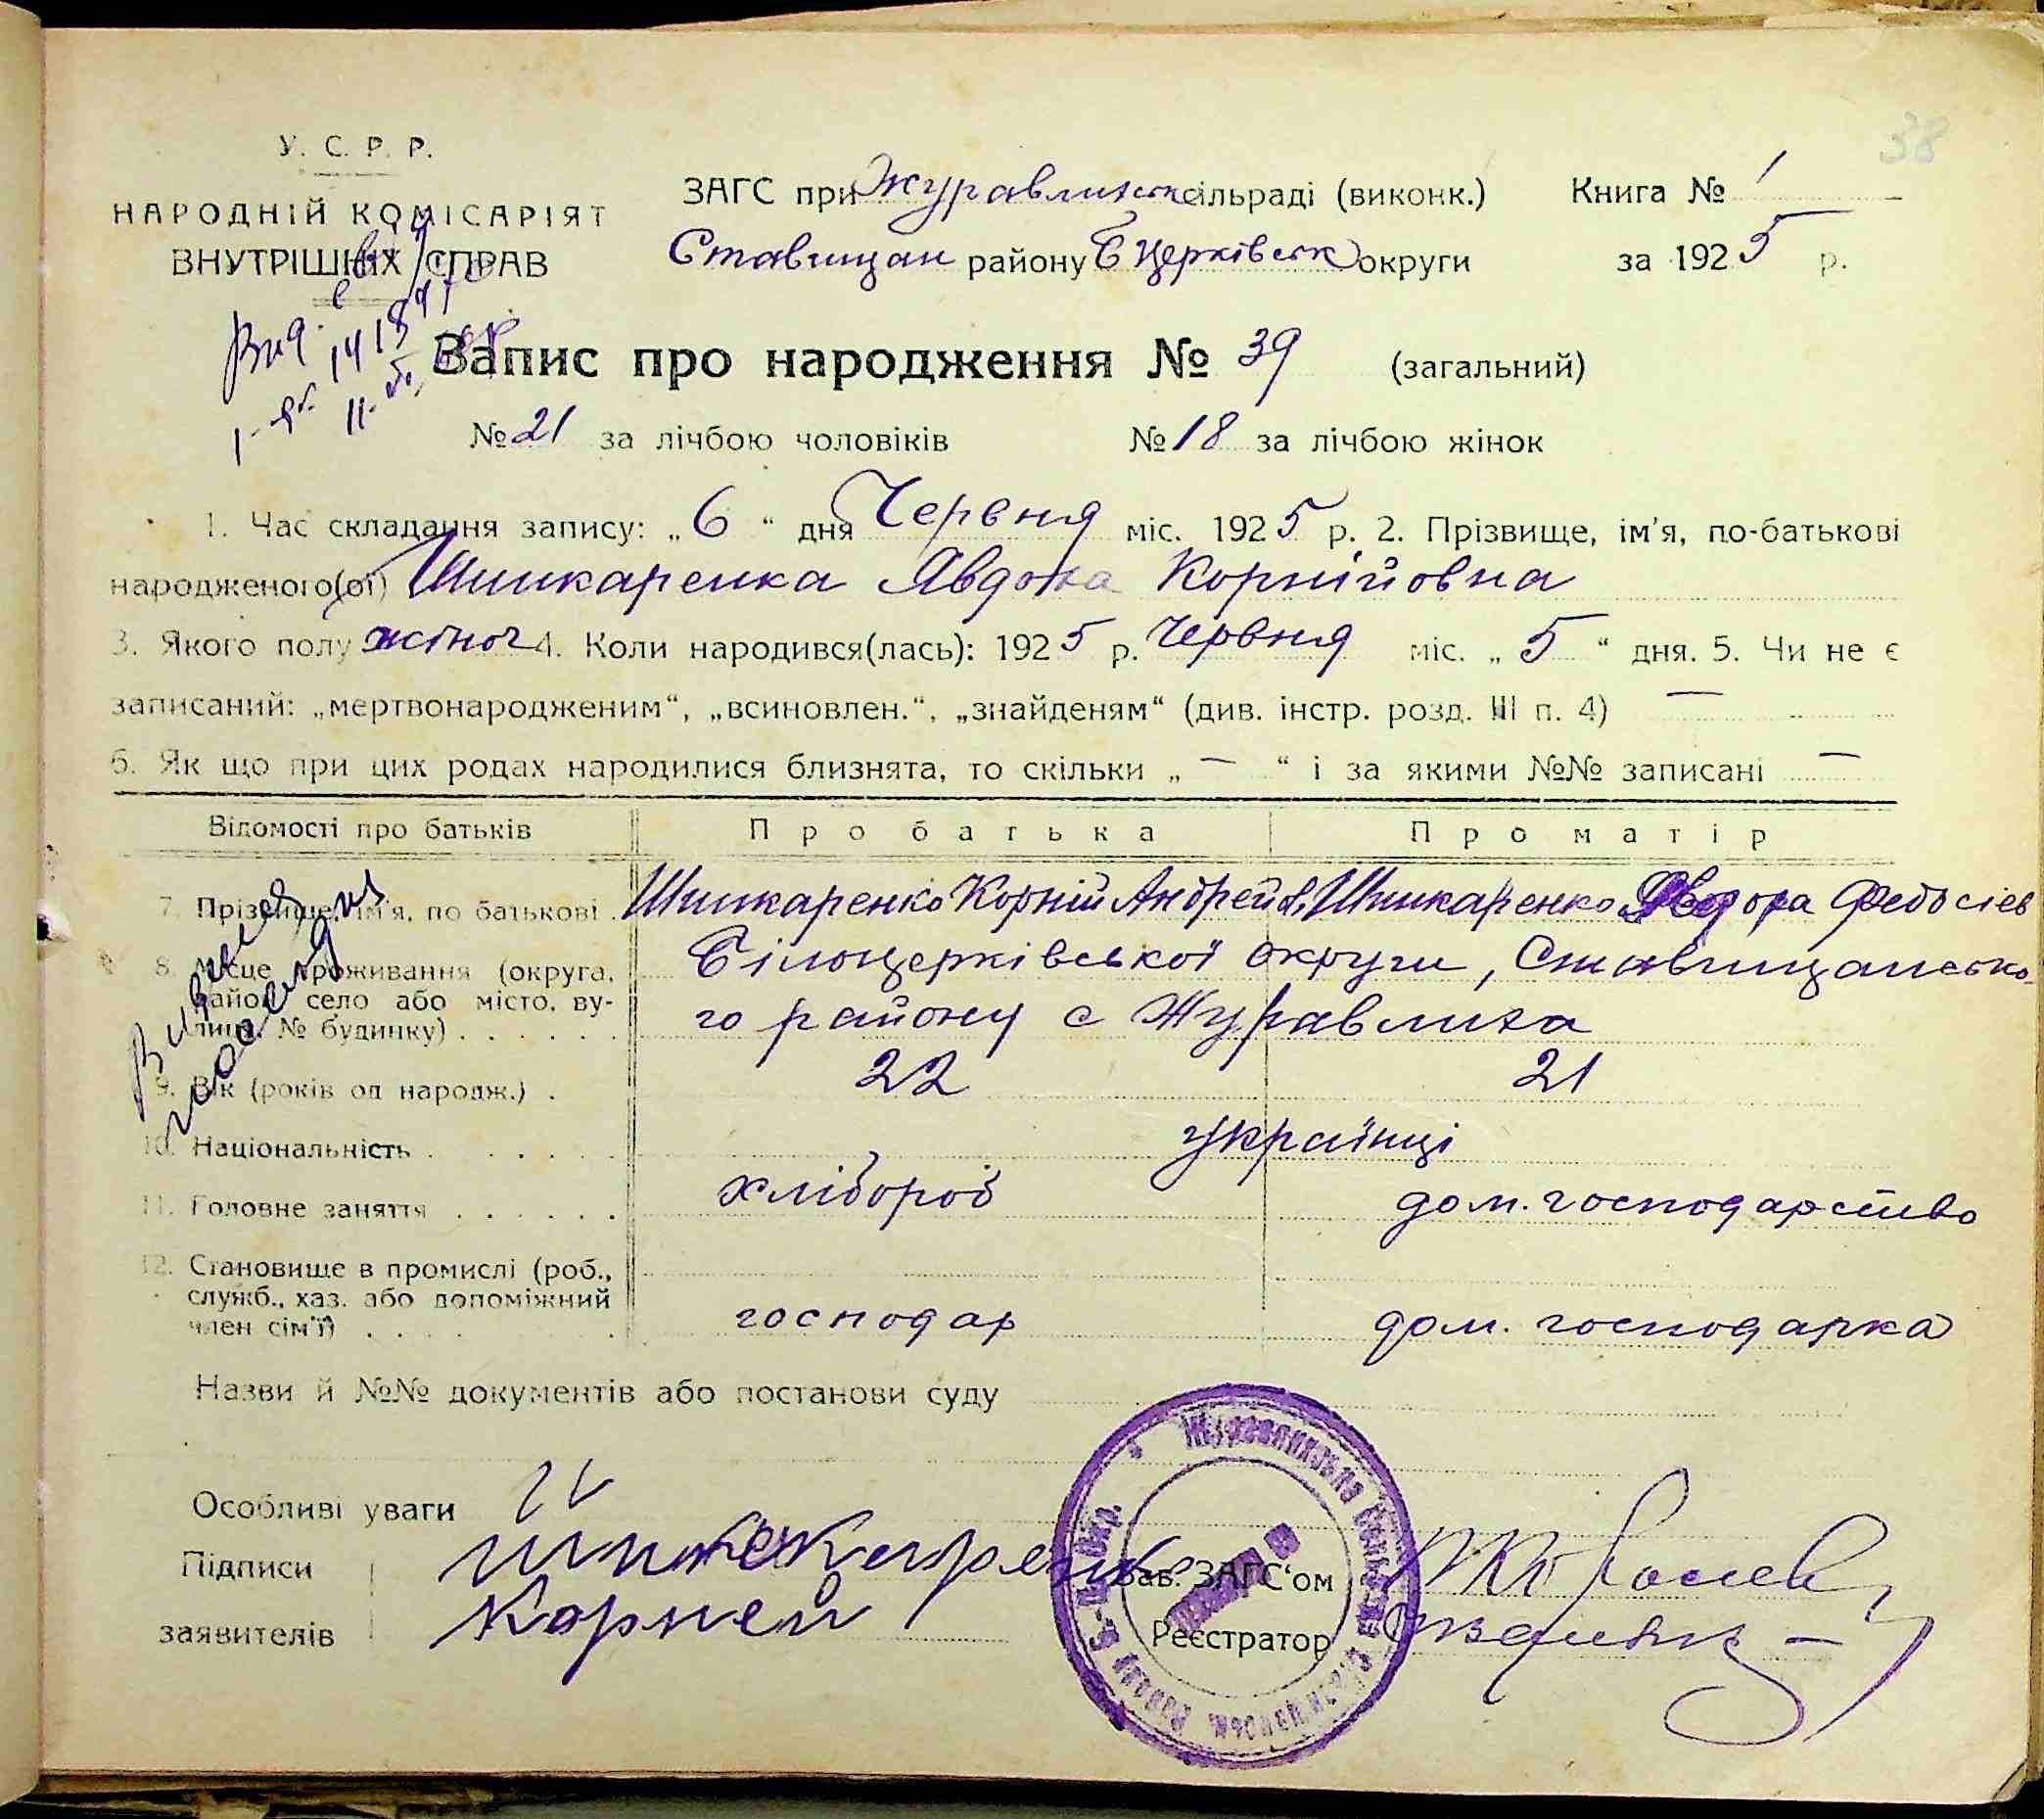 38
У. С. Р. Р.
НАРОДНІЙ КОМІСАРІЯТ
ВНУТРІШНІХ СПРАВ
ЗАГС при Журавлиськ сільраді (виконк.) Книга № 1
Ставищан району Б Церківськ округи за 1925 р.
Запис про народження № 39 (загальний)
№ 21 за лічбою чоловіків № 18 за лічбою жінок
1. Час складання запису: „6“ дня Червня міс. 1925 р. 2. Прізвище, ім'я, по-батькові
народженого(ої) Шинкаренка Явдоха Корнійовна
3. Якого полу жіноч 4. Коли народився(лась): 1925 р. Червня міс. „5“ дня. 5. Чи не є
записаний: „мертвонародженим“, „всиновлен.“, „знайденям“ (див. інстр. розд. III п. 4) —
6. Як що при цих родах народилися близнята, то скільки „—“ і за якими №№ записані —
Відомості про батьків Про батька Про матір
7. Прізвище, ім'я, по батькові . Шинкаренко Корній Андреїв, Шинкаренко Федосіев
8. Місце проживання (округа, район, село або місто, вулиця, № будинку) . . . . . . Білоцерківської округи, Ставищансько-
го району с Журавлиха
9. Вік (років од народж.) . 22 21
10. Національність . . . . . . українці
11. Головне заняття . . . . . . хлібороб дом. господарство
12. Становище в промислі (роб.,
служб., хаз. або допоміжний
член сім'ї) . . . . господар дом. господарка
Назви й №№ документів або постанови суду
Особливі уваги
Підписи Шинкаренко Зав. ЗАГС'ом
заявителів Корней Реєстратор